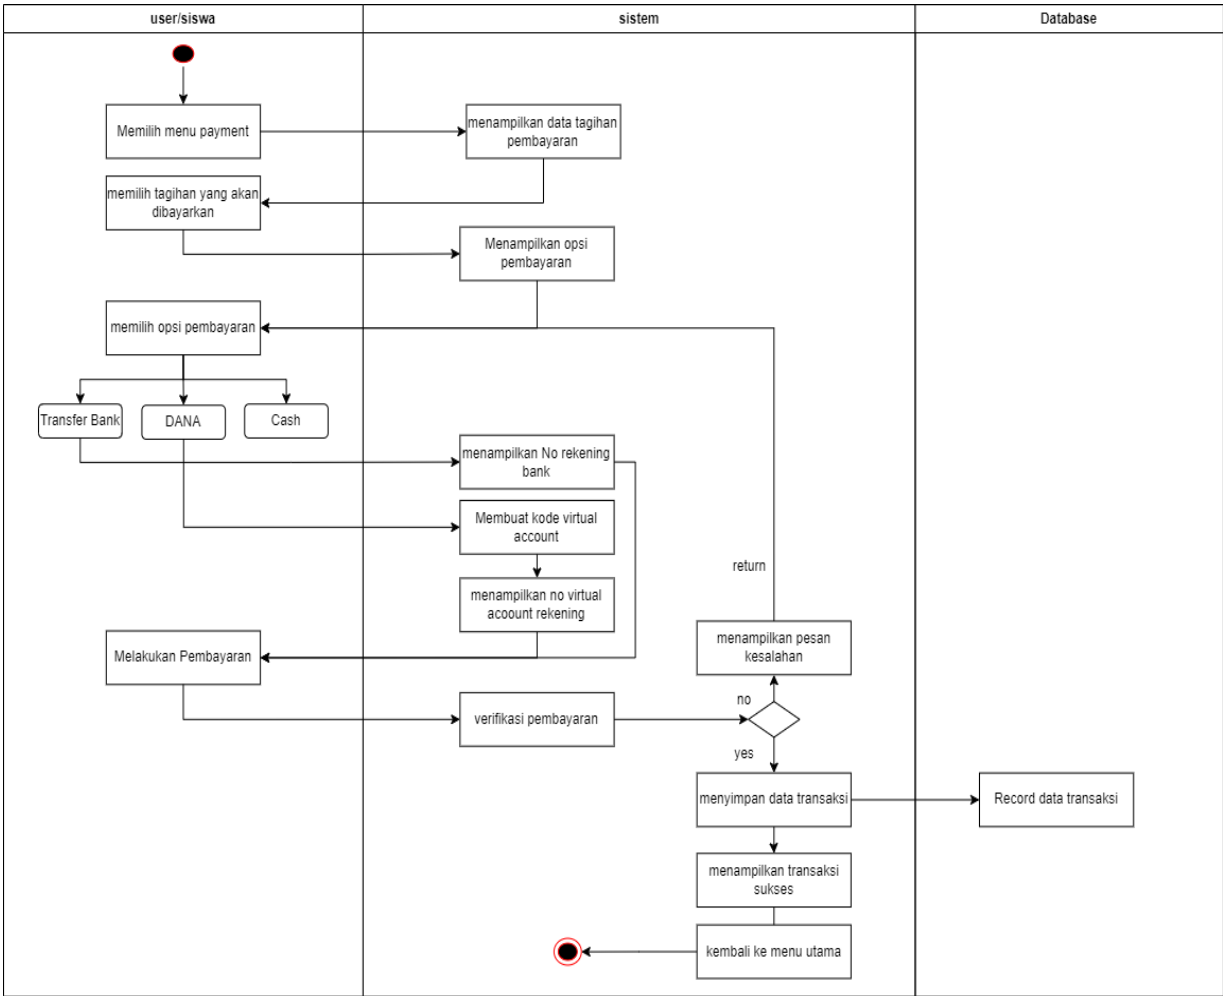 user/siswa
sistem
Database
Memilih menu payment
menampilkan data tagihan
pembayaran
memilih tagihan yang akan
dibayarkan
Menampilkan opsi
pembayaran
memilih opsi pembayaran
Transfer Bank
DANA
Cash
menampilkan No rekening
bank
Membuat kode virtual
account
return
menampilkan no virtual
acoount rekening
menampilkan pesan
kesalahan
Melakukan Pembayaran
no
verifikasi pembayaran
yes
menyimpan data transaksi
Record data transaksi
menampilkan transaksi
sukses
kembali ke menu utama